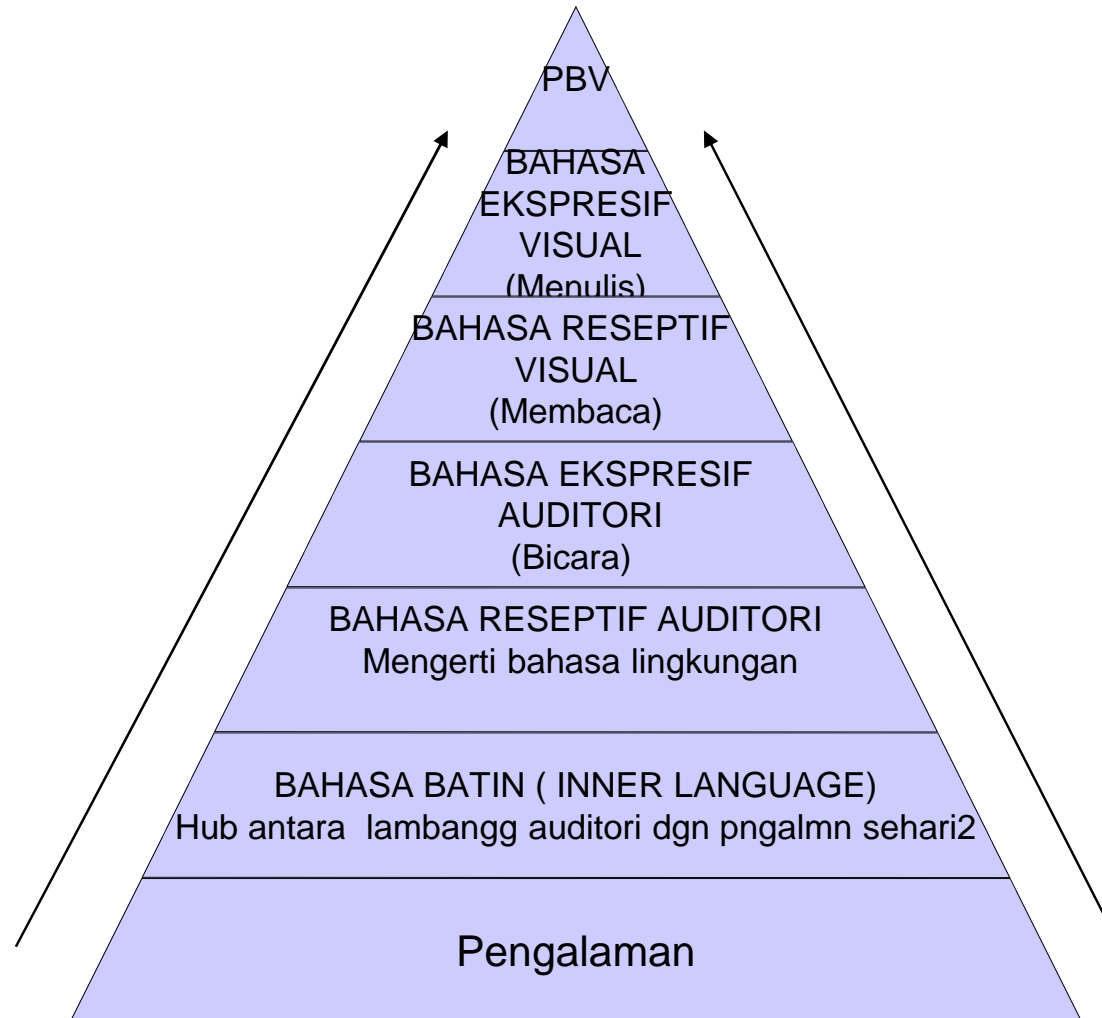 PBV
BAHASA
EKSPRESIF
VISUAL
(Menulis)
BAHASA RESEPTIF
VISUAL
(Membaca)
BAHASA EKSPRESIF
AUDITORI
(Bicara)
BAHASA RESEPTIF AUDITORI
Mengerti bahasa lingkungan
BAHASA BATIN ( INNER LANGUAGE)
Hub antara lambangg auditori dgn pngalmn sehari2
Pengalaman